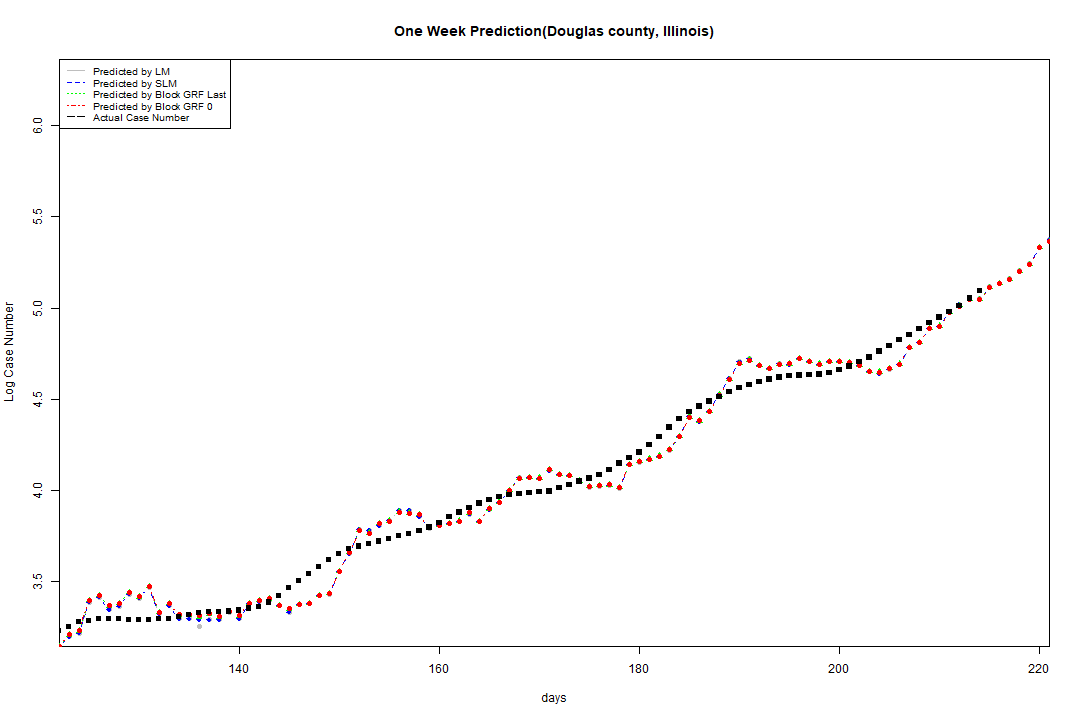 One Week Prediction(Douglas county, Illinois)
Predicted by LM
Predicted by SLM
Predicted by Block GRF Last
Predicted by Block GRF 0
Actual Case Number
Log Case Number
6.0
5.5
5.0
4.5
4.0
3.5
140 160 180 200 220
days